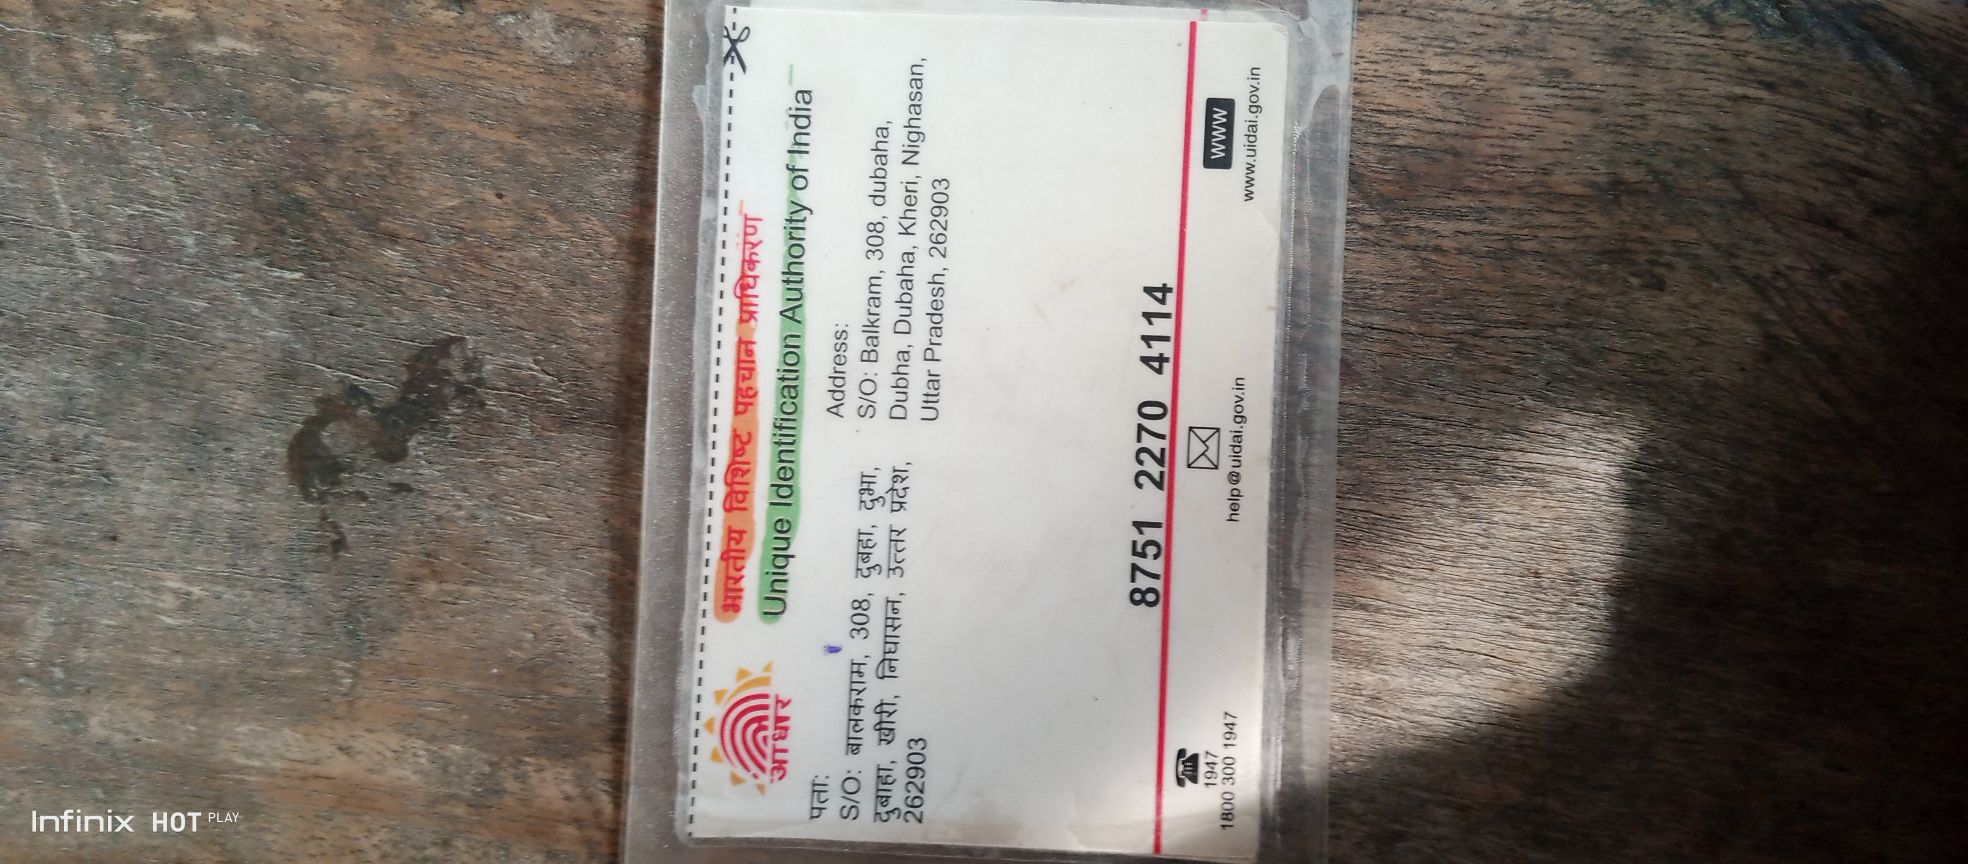 भारतीय विशिष्ट पहचान प्राधिकरण
Unique Identification Authority of India
आधार
पता:
S/O: बालकराम, 308, दुबहा, दुभा,
दुबाहा, खीरी, निघासन, उत्तर प्रदेश,
262903
Address:
S/O: Balkram, 308, dubaha,
Dubha, Dubaha, Kheri, Nighasan,
Uttar Pradesh, 262903
8751 2270 4114
1947
1800 300 1947
help@uidai.gov.in
WWW
www.uidai.gov.in
Infinix HOT PLAY